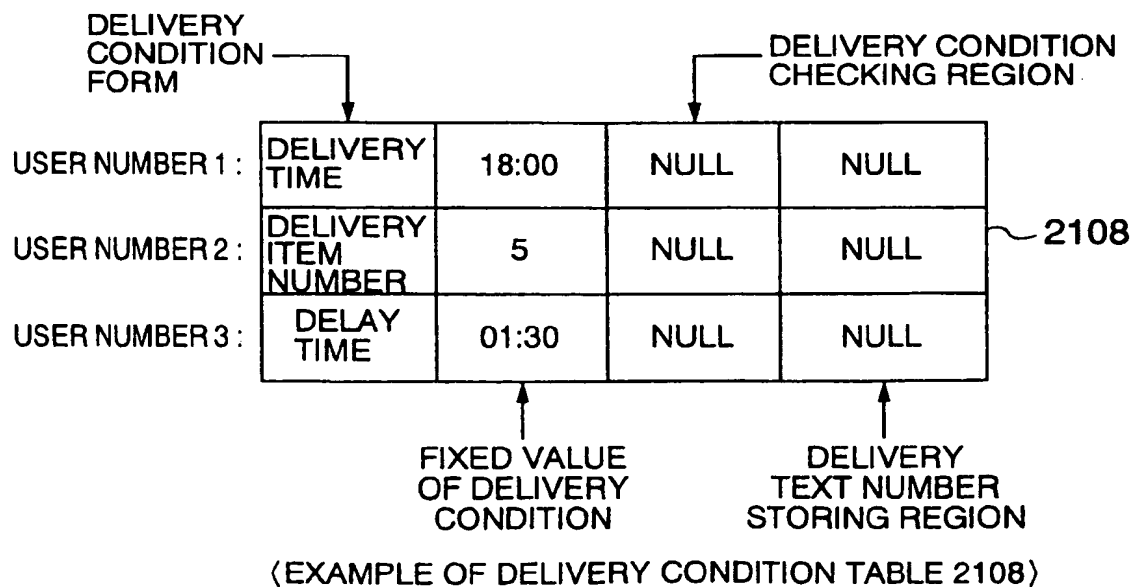 DELIVERY
CONDITION
FORM
DELIVERY CONDITION
CHECKING REGION
USER NUMBER 1 :
DELIVERY
TIME
18:00
NULL
NULL
USER NUMBER 2 :
DELIVERY
ITEM
NUMBER
5
NULL
NULL
2108
USER NUMBER 3 :
DELAY
TIME
01:30
NULL
NULL
FIXED VALUE
OF DELIVERY
CONDITION
DELIVERY
TEXT NUMBER
STORING REGION
(EXAMPLE OF DELIVERY CONDITION TABLE 2108)